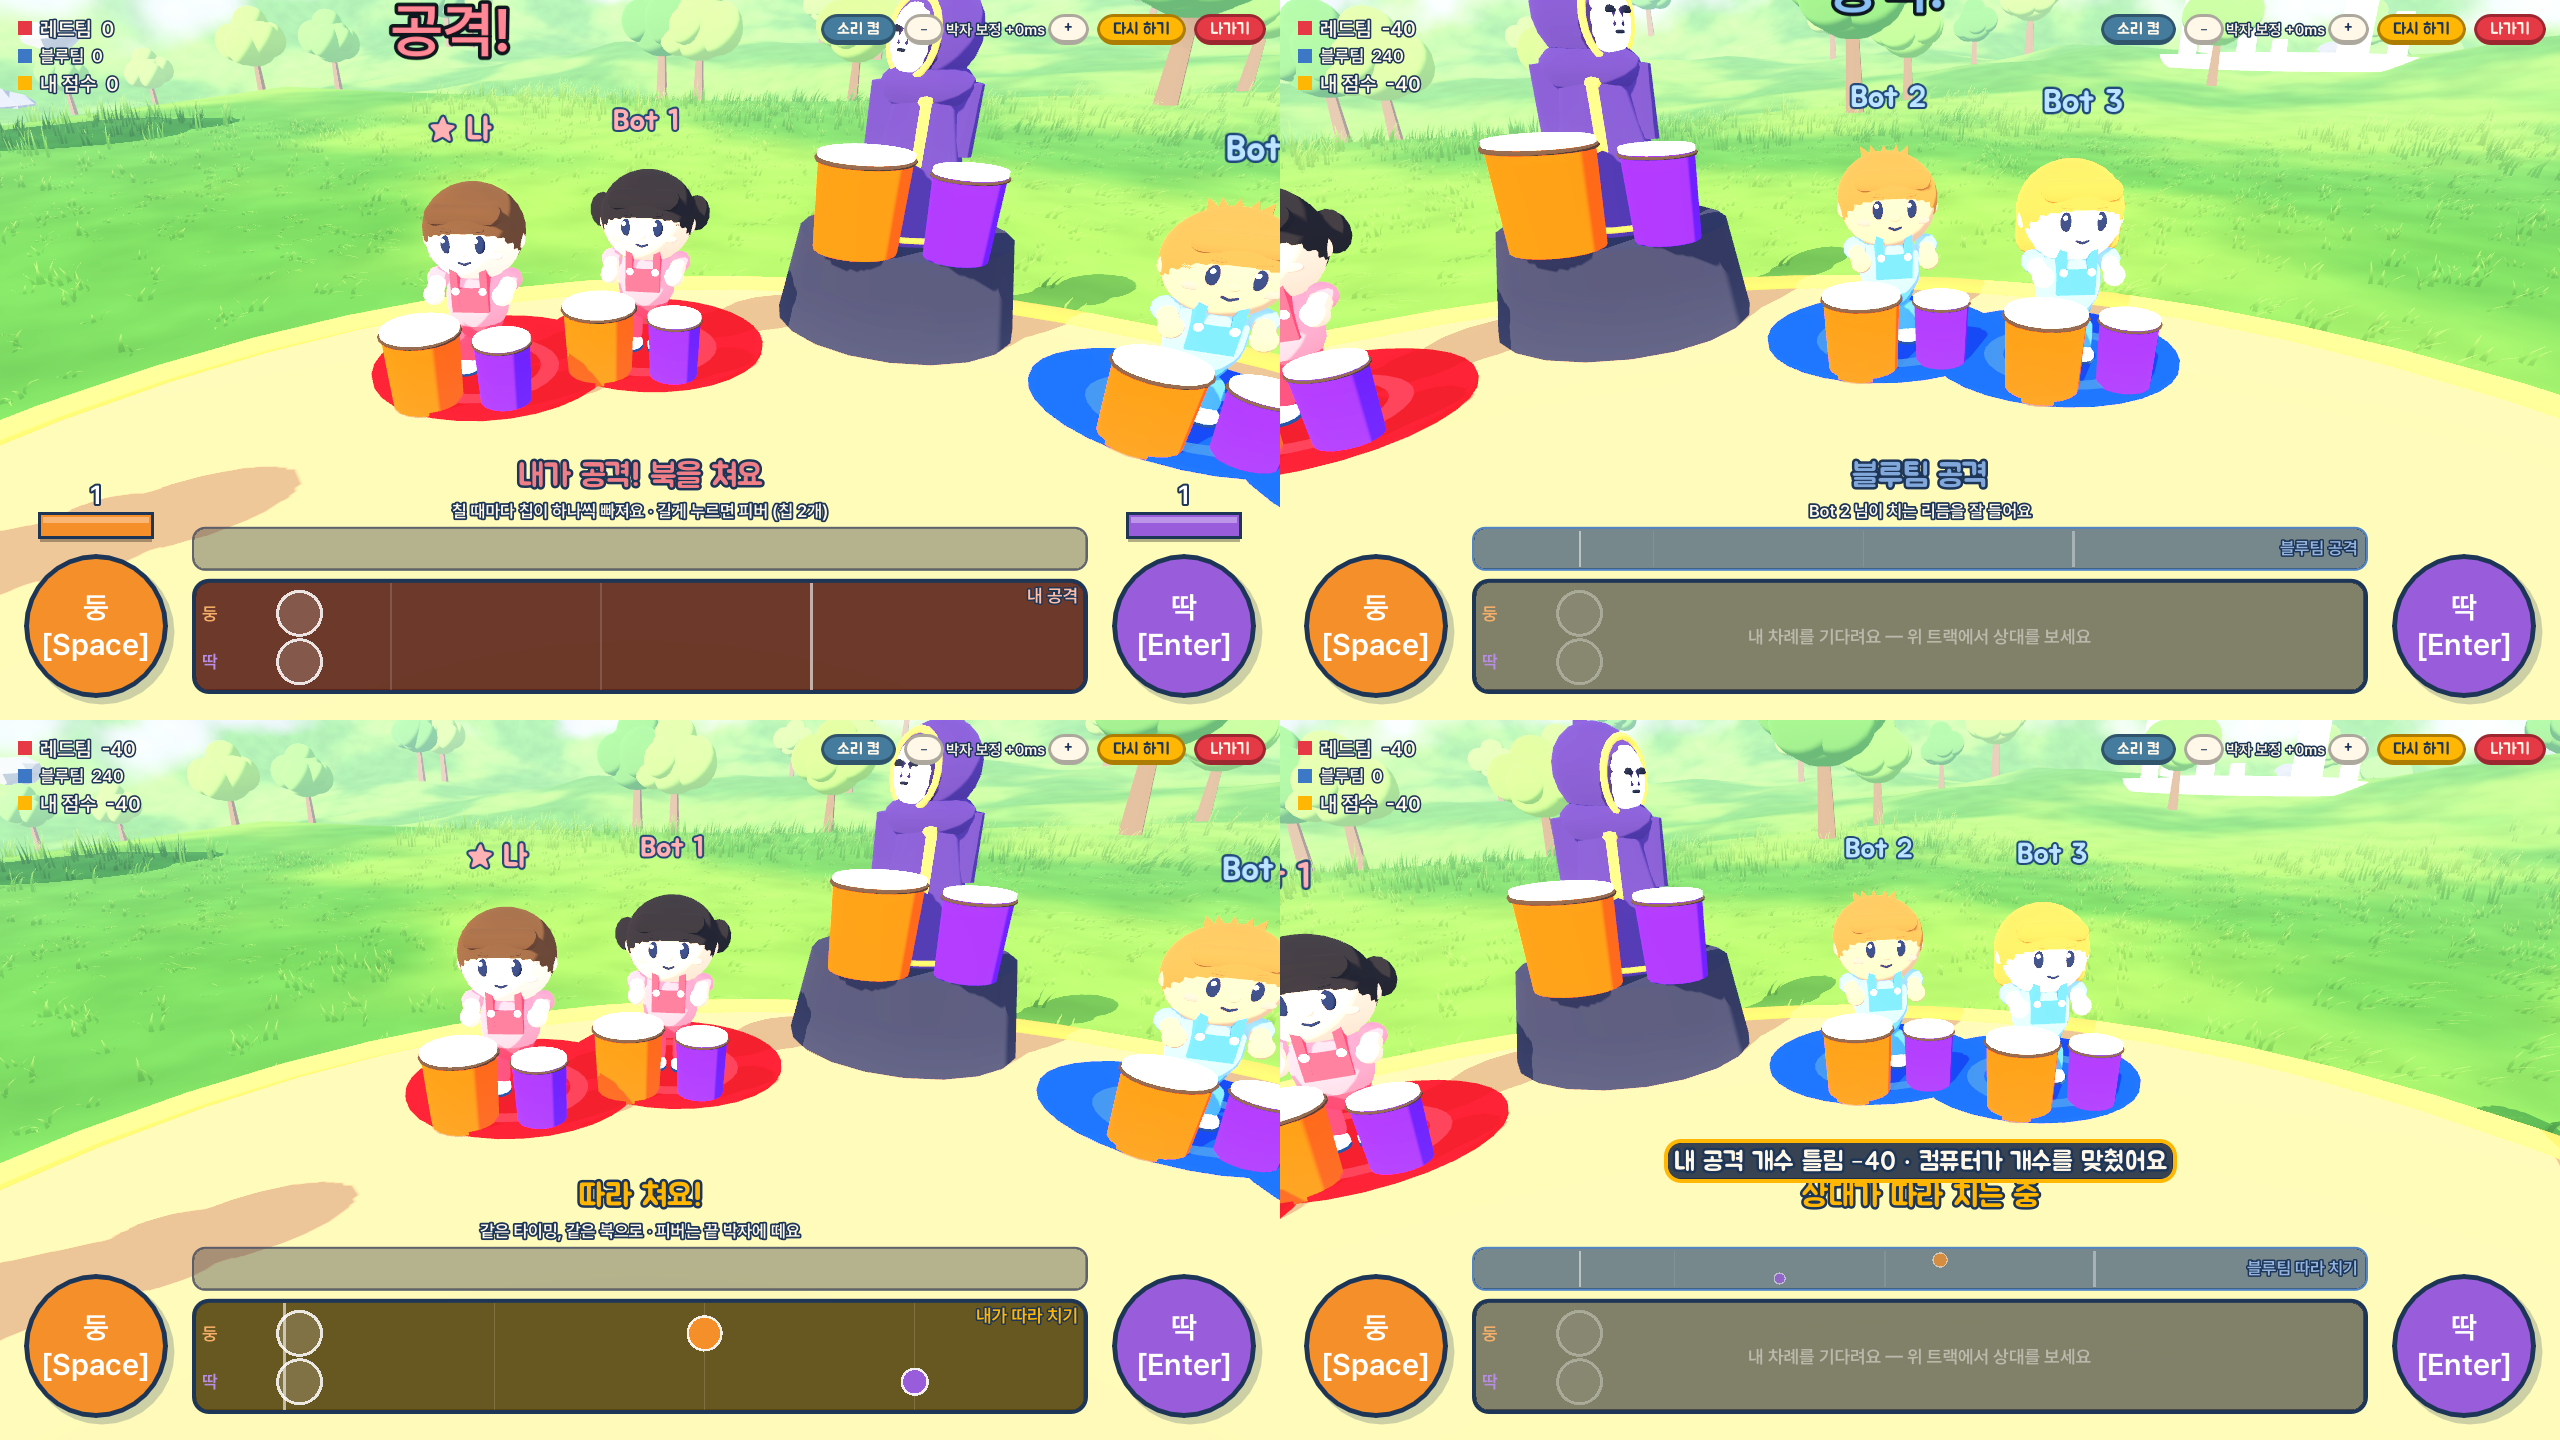 레드팀 0
블루팀 0
내 점수 0
공격!
소리 켬
–
박자 보정 +0ms
+
다시 하기
나가기
★ 나
Bot 1
Bot
내가 공격! 북을 쳐요
칠 때마다 칩이 하나씩 빠져요 · 길게 누르면 피버 (칩 2개)
1
1
둥
[Space]
둥
딱
내 공격
딱
[Enter]
레드팀 -40
블루팀 240
내 점수 -40
공격!
소리 켬
–
박자 보정 +0ms
+
다시 하기
나가기
Bot 2
Bot 3
블루팀 공격
Bot 2 님이 치는 리듬을 잘 들어요
블루팀 공격
둥
[Space]
둥
딱
내 차례를 기다려요 — 위 트랙에서 상대를 보세요
딱
[Enter]
레드팀 -40
블루팀 240
내 점수 -40
소리 켬
–
박자 보정 +0ms
+
다시 하기
나가기
★ 나
Bot 1
Bot
따라 쳐요!
같은 타이밍, 같은 북으로 · 피버는 끝 박자에 떼요
둥
[Space]
둥
딱
내가 따라 치기
딱
[Enter]
레드팀 -40
블루팀 0
내 점수 -40
소리 켬
–
박자 보정 +0ms
+
다시 하기
나가기
1
Bot 2
Bot 3
내 공격 개수 틀림 -40 · 컴퓨터가 개수를 맞췄어요
상대가 따라 치는 중
블루팀 따라 치기
둥
[Space]
둥
딱
내 차례를 기다려요 — 위 트랙에서 상대를 보세요
딱
[Enter]